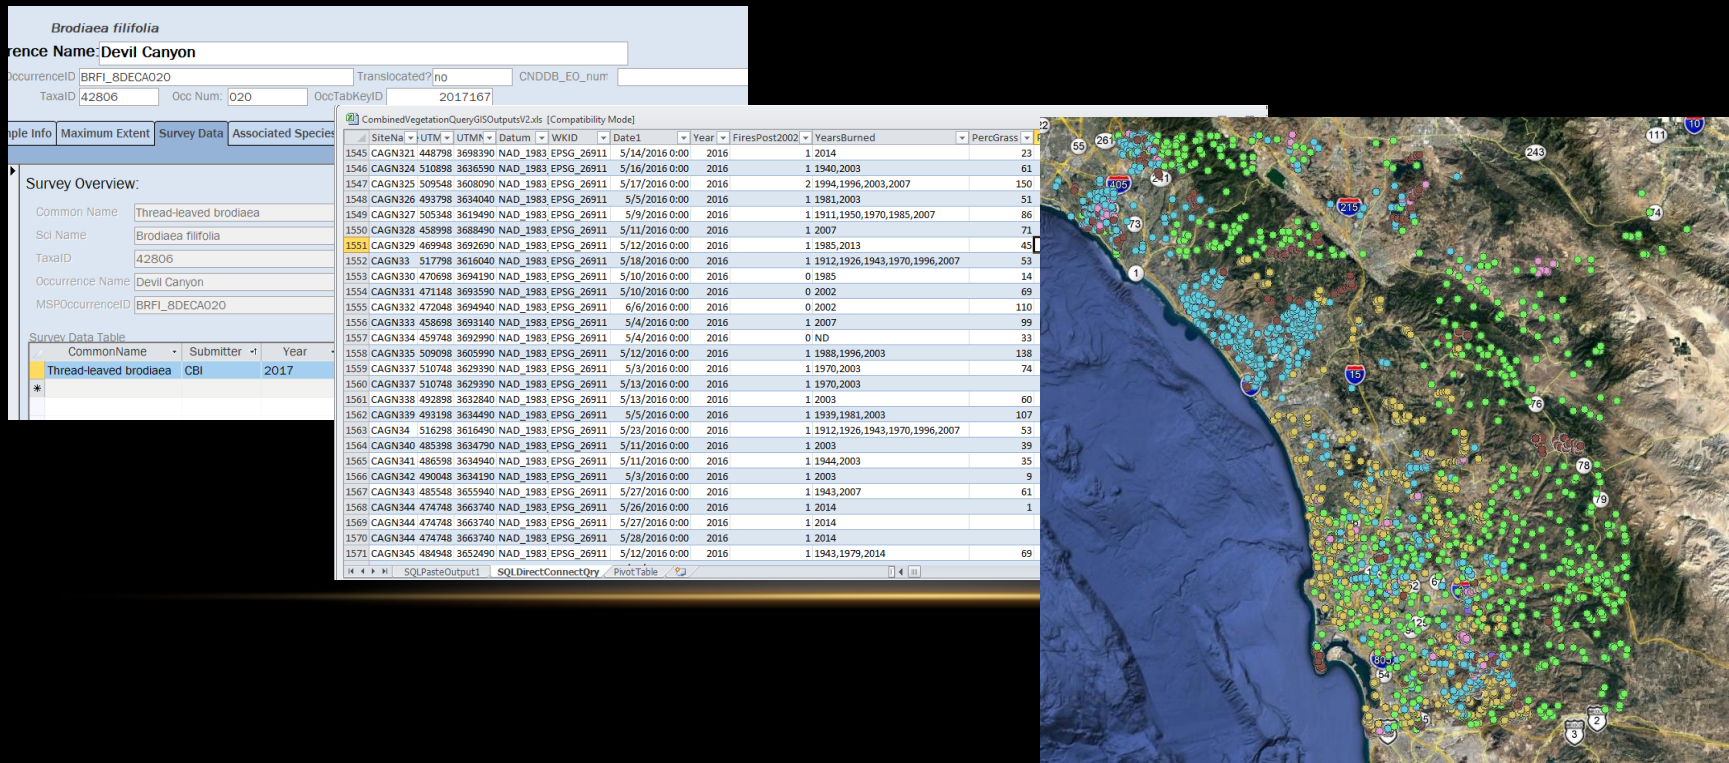 Brodiaea filifolia
rence Name: Devil Canyon
OccurrenceID BRFI_8DECA020 Translocated? no CNDDB_EO_num
TaxaID 42806 Occ Num: 020 OccTabKeyID 2017167
nple Info Maximum Extent Survey Data Associated Species
Survey Overview:
Common Name Thread-leaved brodiaea
Sci Name Brodiaea filifolia
TaxaID 42806
Occurrence Name Devil Canyon
MSPOccurrenceID BRFI_8DECA020
Survey Data Table
CommonName Submitter Year
Thread-leaved brodiaea CBI 2017
CombinedVegetationQueryGISOutputsV2.xls [Compatibility Mode]
SiteNa UTM UTMN Datum WKID Date1 Year FiresPost2002 YearsBurned PercGrass
1545 CAGN321 448798 3698390 NAD_1983 EPSG_26911 5/14/2016 0:00 2016 1 2014 23
1546 CAGN324 510898 3636590 NAD_1983 EPSG_26911 5/16/2016 0:00 2016 1 1940,2003 61
1547 CAGN325 509548 3608090 NAD_1983 EPSG_26911 5/17/2016 0:00 2016 2 1994,1996,2003,2007 150
1548 CAGN326 493798 3634040 NAD_1983 EPSG_26911 5/5/2016 0:00 2016 1 1981,2003 51
1549 CAGN327 505348 3619490 NAD_1983 EPSG_26911 5/9/2016 0:00 2016 1 1911,1950,1970,1985,2007 86
1550 CAGN328 458998 3688490 NAD_1983 EPSG_26911 5/11/2016 0:00 2016 1 2007 71
1551 CAGN329 469948 3692690 NAD_1983 EPSG_26911 5/12/2016 0:00 2016 1 1985,2013 45
1552 CAGN33 517798 3616040 NAD_1983 EPSG_26911 5/18/2016 0:00 2016 1 1912,1926,1943,1970,1996,2007 53
1553 CAGN330 470698 3694190 NAD_1983 EPSG_26911 5/10/2016 0:00 2016 0 1985 14
1554 CAGN331 471148 3693590 NAD_1983 EPSG_26911 5/10/2016 0:00 2016 0 2002 69
1555 CAGN332 472048 3694940 NAD_1983 EPSG_26911 6/6/2016 0:00 2016 0 2002 110
1556 CAGN333 458698 3693140 NAD_1983 EPSG_26911 5/4/2016 0:00 2016 1 2007 99
1557 CAGN334 459748 3692990 NAD_1983 EPSG_26911 5/4/2016 0:00 2016 0 ND 33
1558 CAGN335 509098 3605990 NAD_1983 EPSG_26911 5/12/2016 0:00 2016 1 1988,1996,2003 138
1559 CAGN337 510748 3629390 NAD_1983 EPSG_26911 5/3/2016 0:00 2016 1 1970,2003 74
1560 CAGN337 510748 3629390 NAD_1983 EPSG_26911 5/13/2016 0:00 2016 1 1970,2003
1561 CAGN338 492898 3632840 NAD_1983 EPSG_26911 5/13/2016 0:00 2016 1 2003 60
1562 CAGN339 493198 3634490 NAD_1983 EPSG_26911 5/5/2016 0:00 2016 1 1939,1981,2003 107
1563 CAGN34 516298 3616490 NAD_1983 EPSG_26911 5/23/2016 0:00 2016 1 1912,1926,1943,1970,1996,2007 53
1564 CAGN340 485398 3634790 NAD_1983 EPSG_26911 5/11/2016 0:00 2016 1 2003 39
1565 CAGN341 486598 3634940 NAD_1983 EPSG_26911 5/11/2016 0:00 2016 1 1944,2003 35
1566 CAGN342 490048 3634190 NAD_1983 EPSG_26911 5/3/2016 0:00 2016 1 2003 9
1567 CAGN343 485548 3655940 NAD_1983 EPSG_26911 5/27/2016 0:00 2016 1 1943,2007 61
1568 CAGN344 474748 3663740 NAD_1983 EPSG_26911 5/26/2016 0:00 2016 1 2014 1
1569 CAGN344 474748 3663740 NAD_1983 EPSG_26911 5/27/2016 0:00 2016 1 2014
1570 CAGN344 474748 3663740 NAD_1983 EPSG_26911 5/28/2016 0:00 2016 1 2014
1571 CAGN345 484948 3652490 NAD_1983 EPSG_26911 5/12/2016 0:00 2016 1 1943,1979,2014 69
SQLPasteOutput1 SQLDirectConnectQry PivotTable
22
10
55
261
111
243
405
241
215
74
73
1
15
76
78
79
805
54
2
3